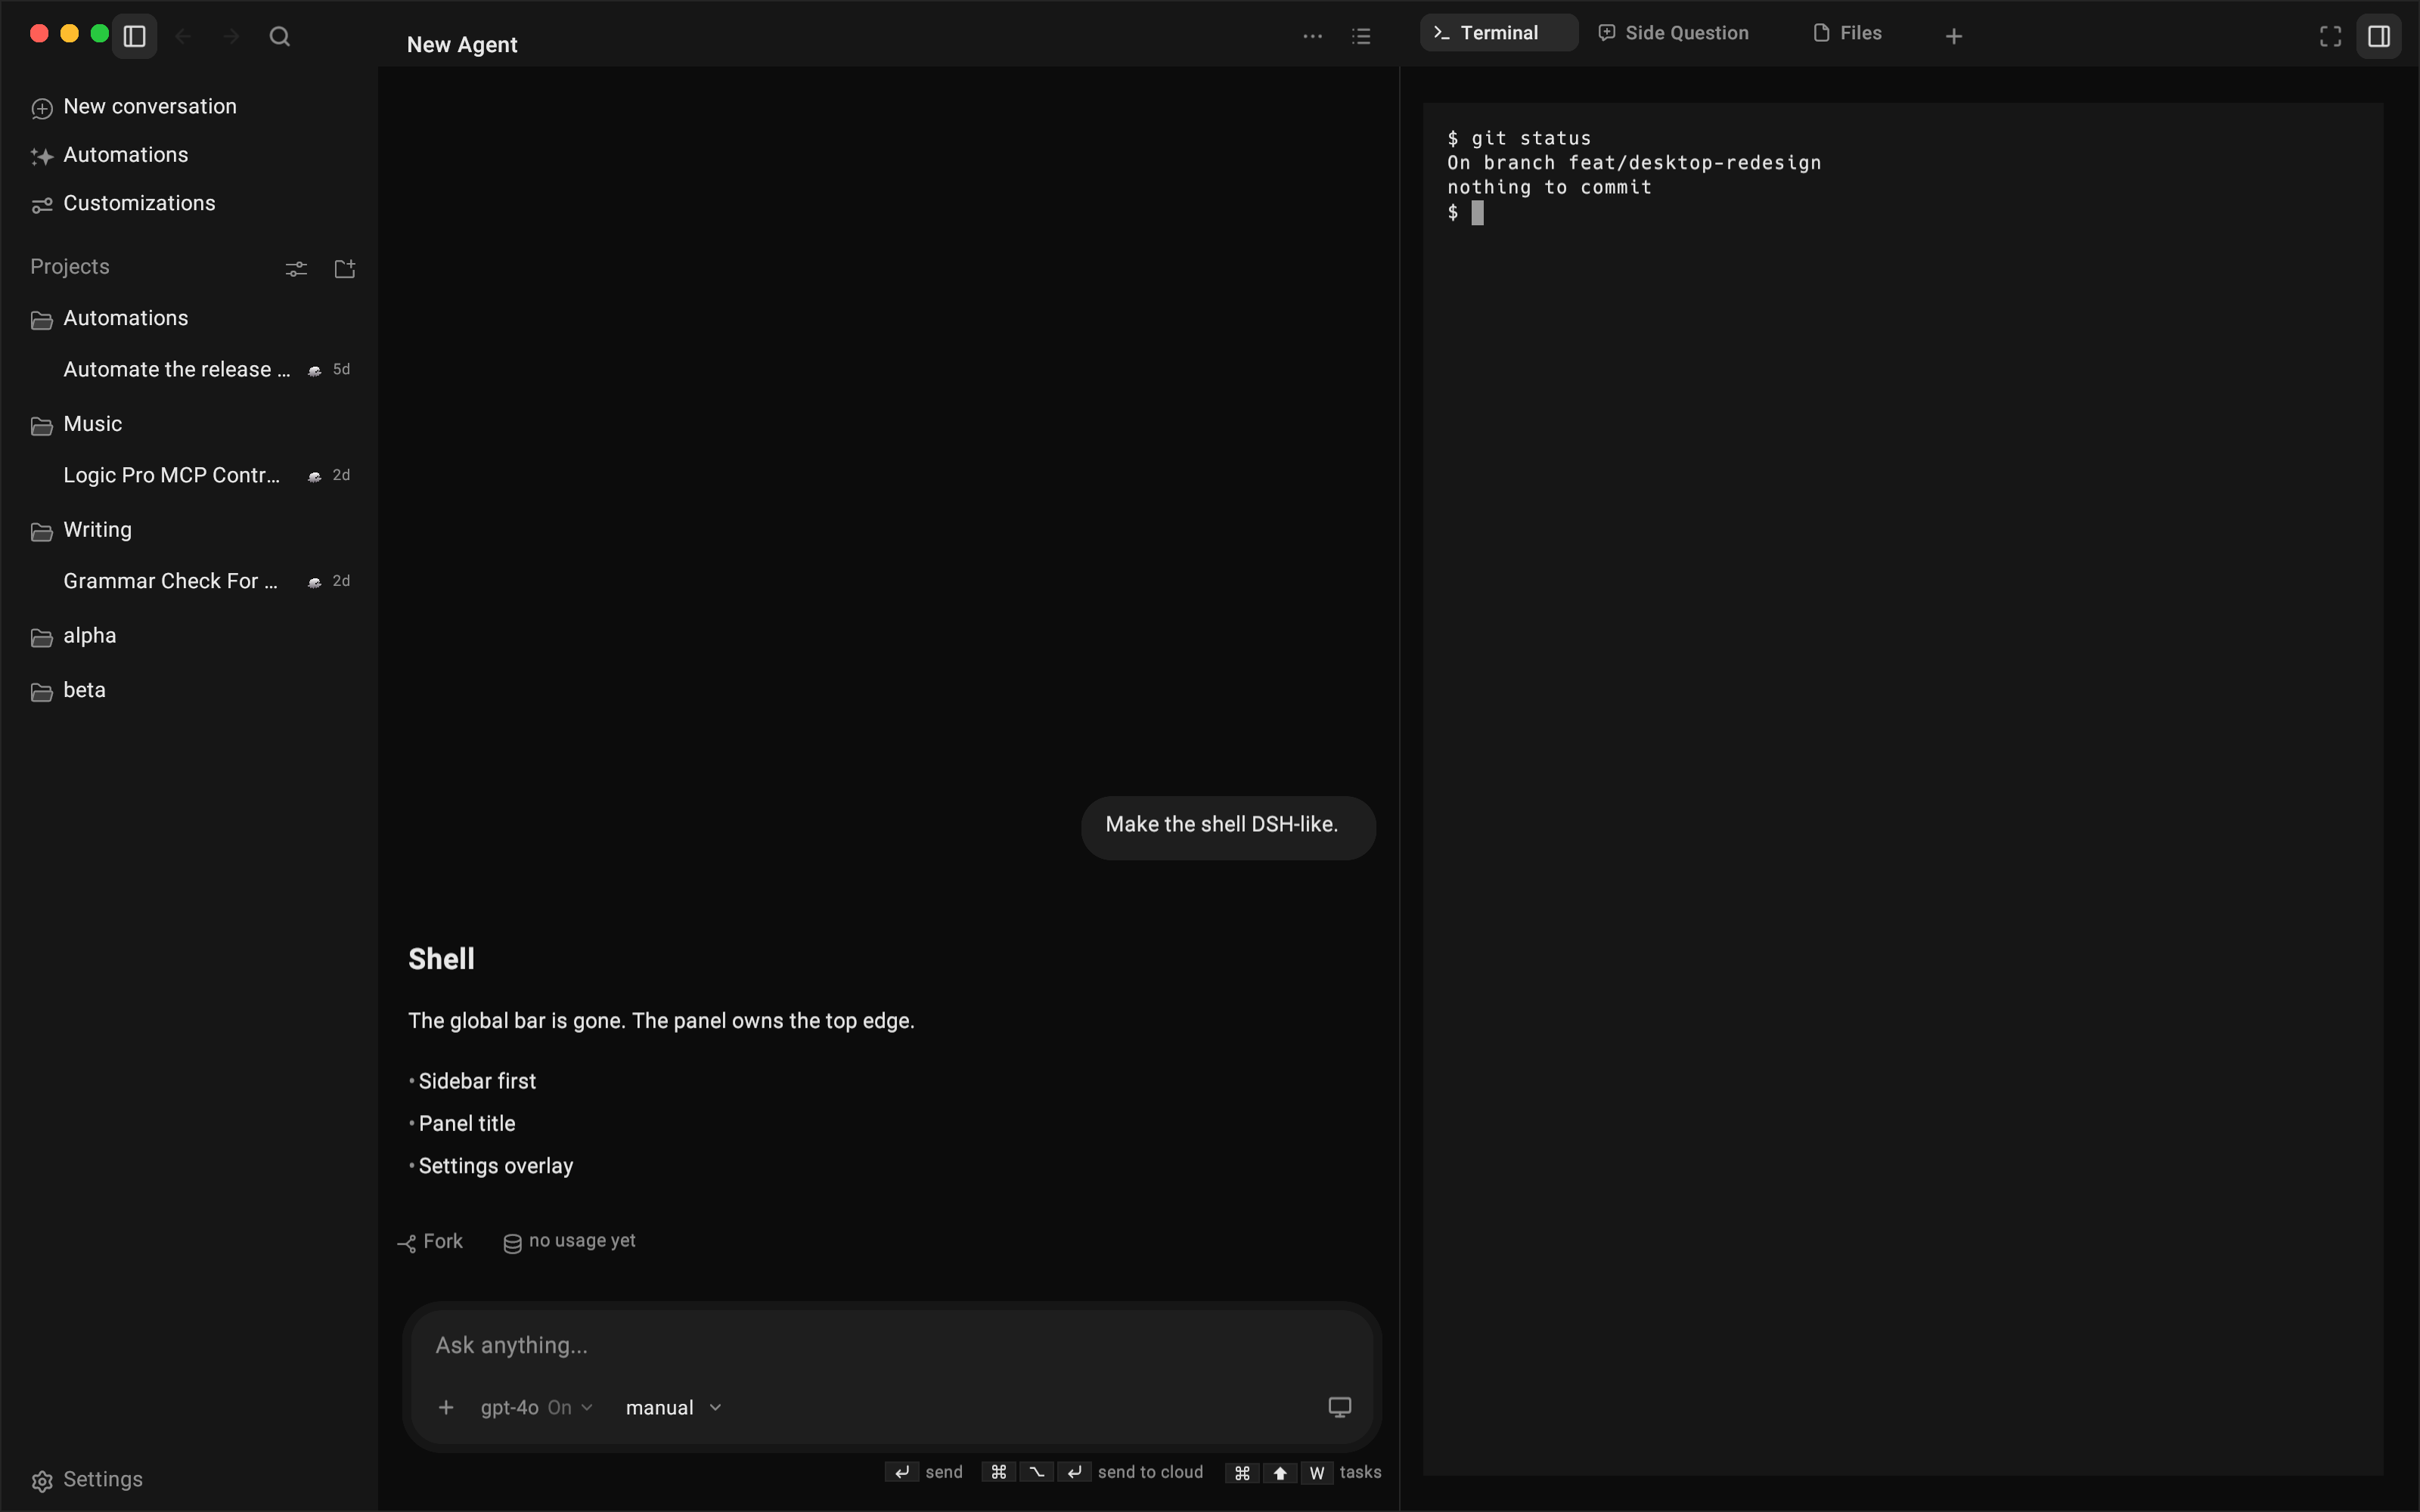 New Agent
Terminal
Side Question
Files
New conversation
Automations
Customizations
Projects
Automations
Automate the release ... 5d
Music
Logic Pro MCP Contr... 2d
Writing
Grammar Check For ... 2d
alpha
beta
Settings
Make the shell DSH-like.
Shell
The global bar is gone. The panel owns the top edge.
• Sidebar first
• Panel title
• Settings overlay
Fork
no usage yet
Ask anything...
gpt-4o On
manual
send
send to cloud
W tasks
$ git status
On branch feat/desktop-redesign
nothing to commit
$